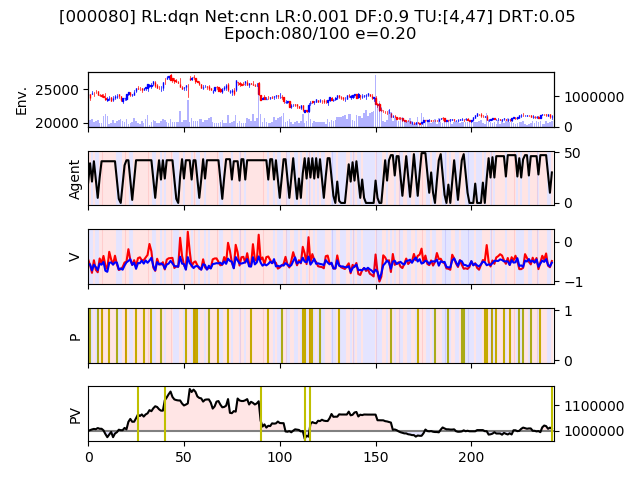 [000080] RL:dqn Net:cnn LR:0.001 DF:0.9 TU:[4,47] DRT:0.05
Epoch:080/100 e=0.20
Env.
25000
20000
1000000
0
Agent
50
0
V
0
−1
P
1
0
PV
1100000
1000000
0
50
100
150
200